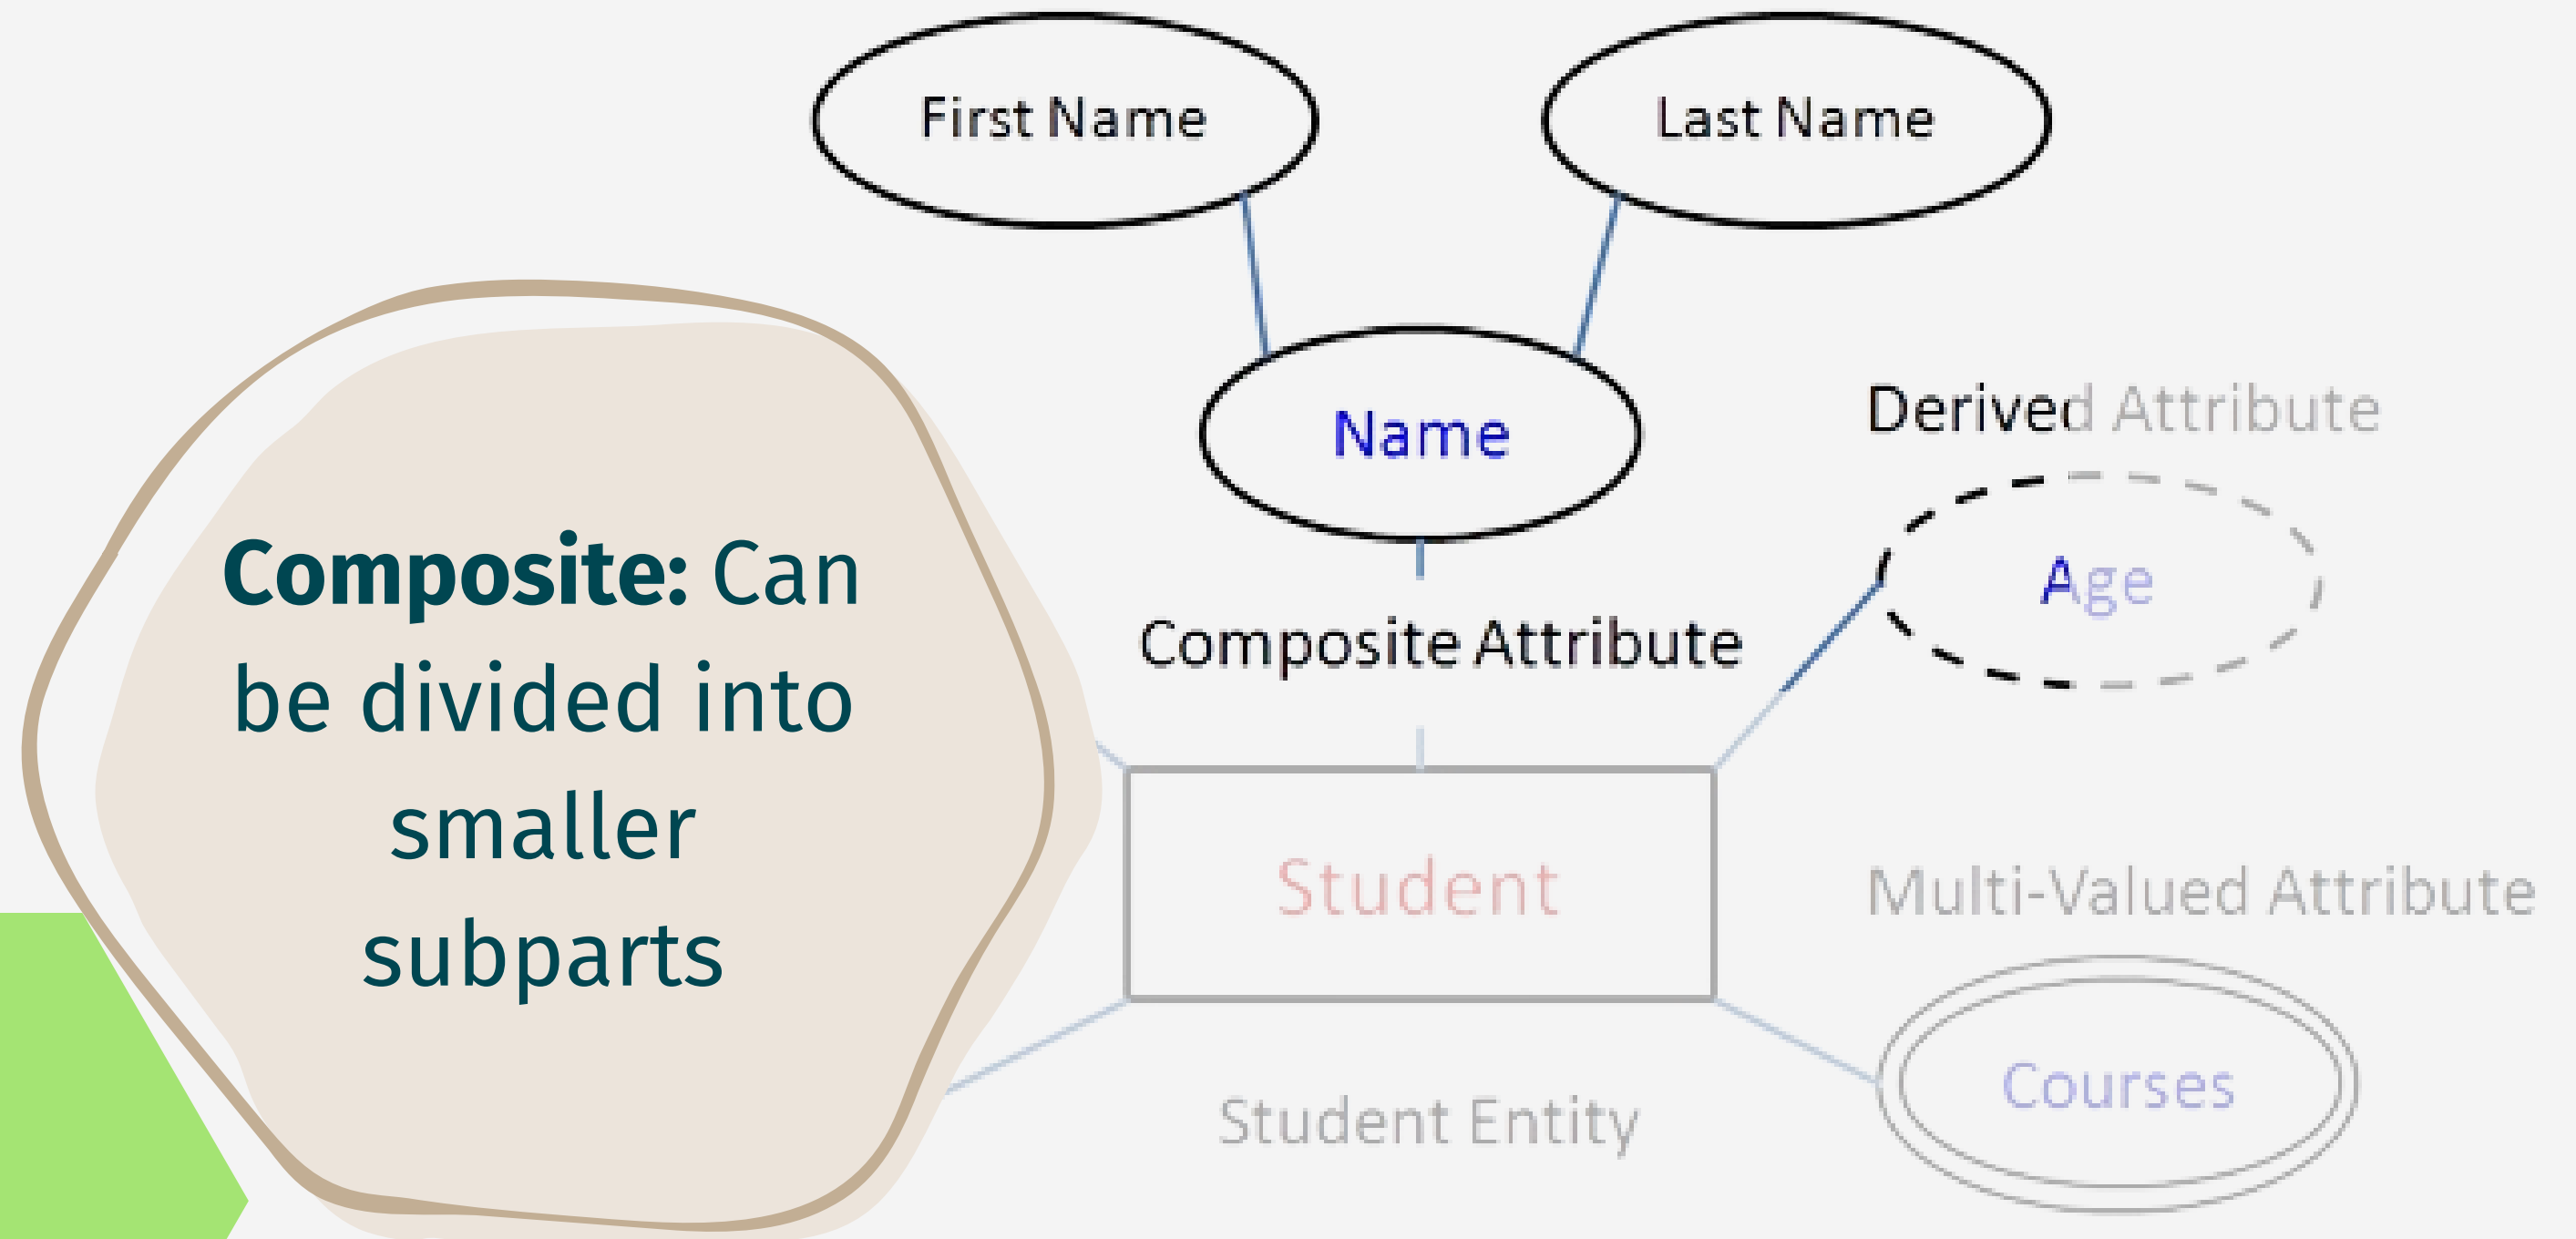 First Name
Last Name
Name
Derived Attribute
Age
Composite: Can
be divided into
smaller
subparts
Composite Attribute
Student
Multi-Valued Attribute
Courses
Student Entity